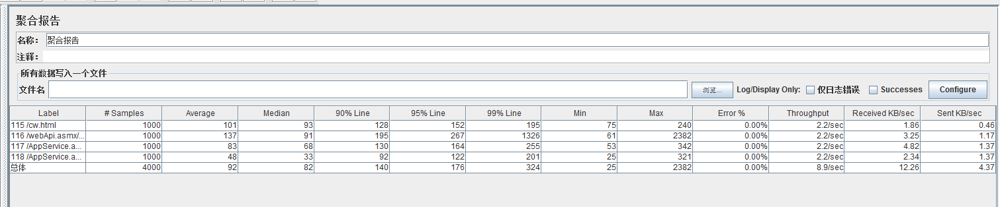 聚合报告
名称： 聚合报告
注释：
所有数据写入一个文件
文件名 浏览... Log/Display Only: 仅日志错误 Successes Configure
Label # Samples Average Median 90% Line 95% Line 99% Line Min Max Error % Throughput Received KB/sec Sent KB/sec
115 /cw.html 1000 101 93 128 152 195 75 240 0.00% 2.2/sec 1.86 0.46
116 /webApi.asmx/... 1000 137 91 195 267 1326 61 2382 0.00% 2.2/sec 3.25 1.17
117 /AppService.a... 1000 83 68 130 164 255 53 342 0.00% 2.2/sec 4.82 1.37
118 /AppService.a... 1000 48 33 92 122 201 25 321 0.00% 2.2/sec 2.34 1.37
总体 4000 92 82 140 176 324 25 2382 0.00% 8.9/sec 12.26 4.37